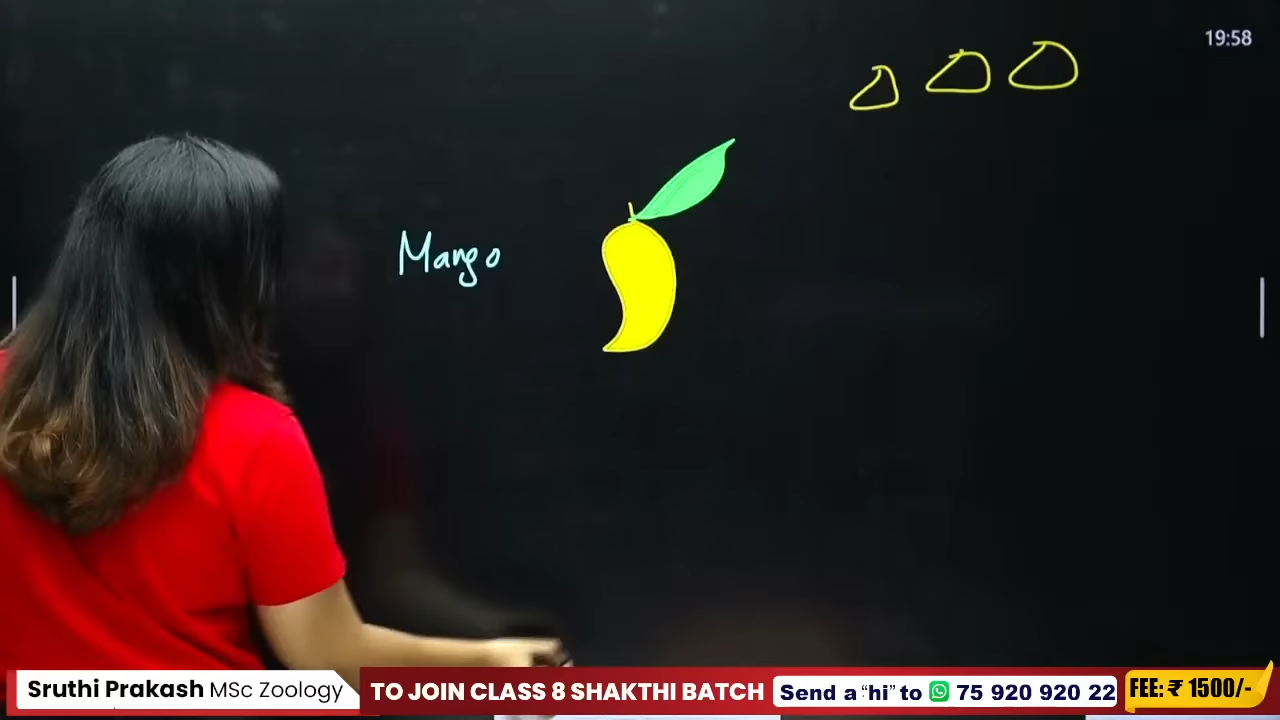 19:58
Mango
Sruthi Prakash MSc Zoology
TO JOIN CLASS 8 SHAKTHI BATCH
Send a “hi” to 75 920 920 22
FEE: ₹ 1500/-